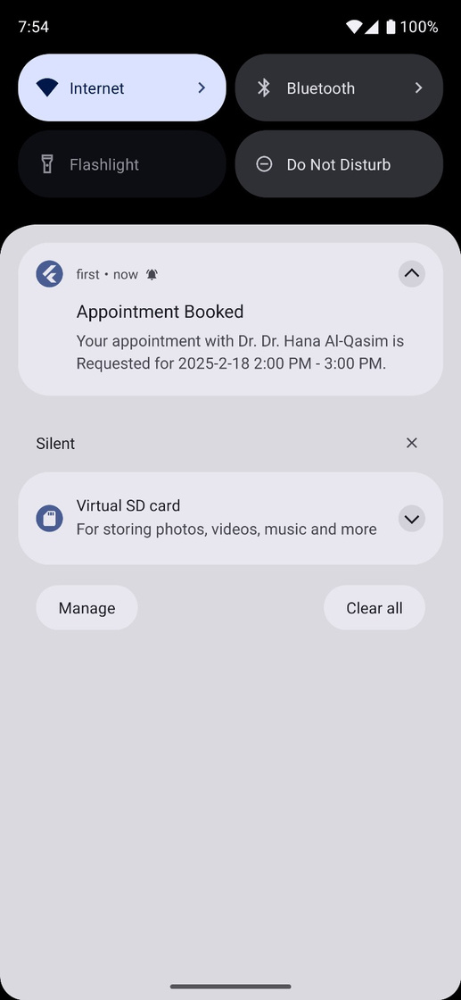 7:54
100%
Internet
Bluetooth
Flashlight
Do Not Disturb
first • now
Appointment Booked
Your appointment with Dr. Dr. Hana Al-Qasim is
Requested for 2025-2-18 2:00 PM - 3:00 PM.
Silent
Virtual SD card
For storing photos, videos, music and more
Manage
Clear all